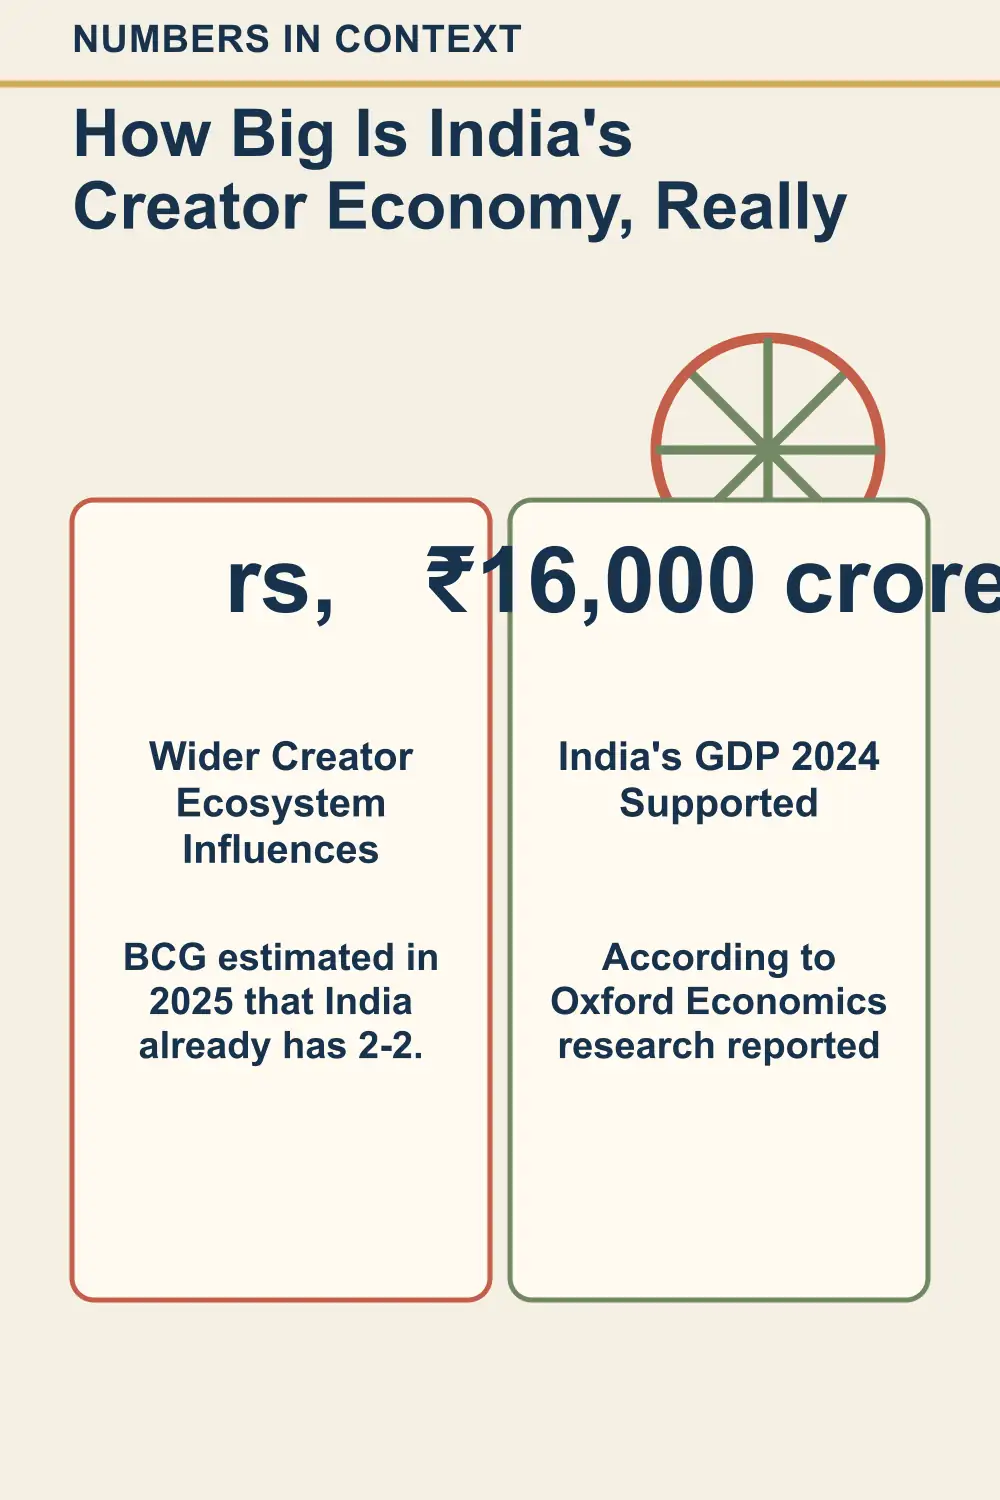 NUMBERS IN CONTEXT
How Big Is India's
Creator Economy, Really
rs,
Wider Creator
Ecosystem
Influences
BCG estimated in
2025 that India
already has 2-2.
₹16,000 crore
India's GDP 2024
Supported
According to
Oxford Economics
research reported